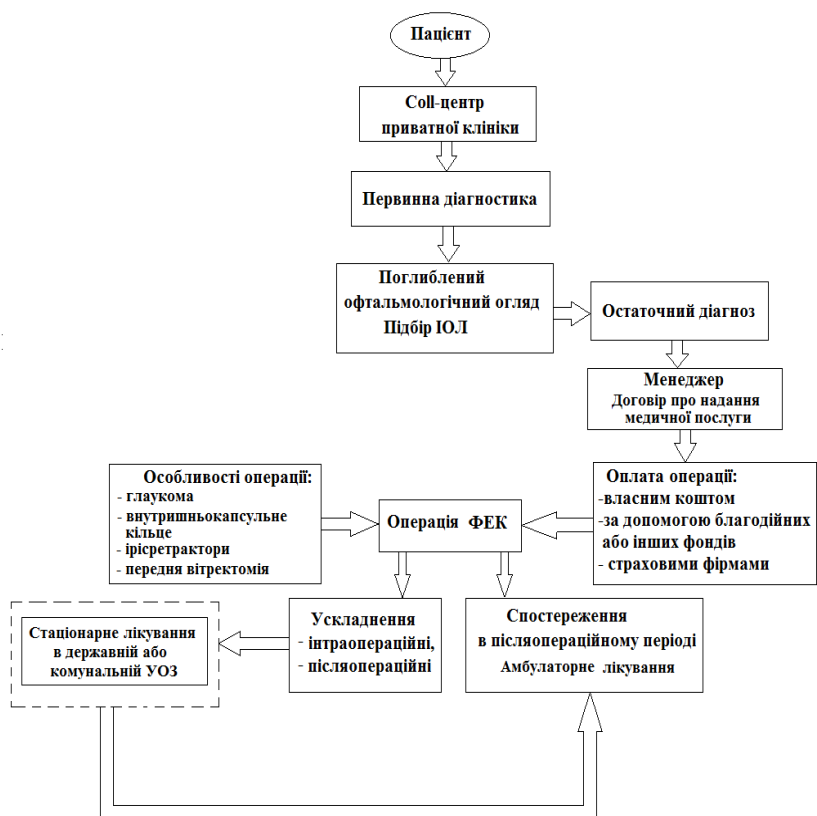 Пацієнт
Coll-центр
приватної клініки
Первинна діагностика
Поглиблений
офтальмологічний огляд
Підбір ІОЛ
Остаточний діагноз
Менеджер
Договір про надання
медичної послуги
Особливості операції:
- глаукома
- внутришньокапсульне
кільце
- ірісретрактори
- передня вітректомія
Операція ФЕК
Оплата операції:
-власним коштом
-за допомогою благодійних
або інших фондів
- страховими фірмами
Стаціонарне лікування
в державній або
комунальній УОЗ
Ускладнення
- інтраопераційні,
- післяопераційні
Спостереження
в післяопераційному періоді
Амбулаторне лікування